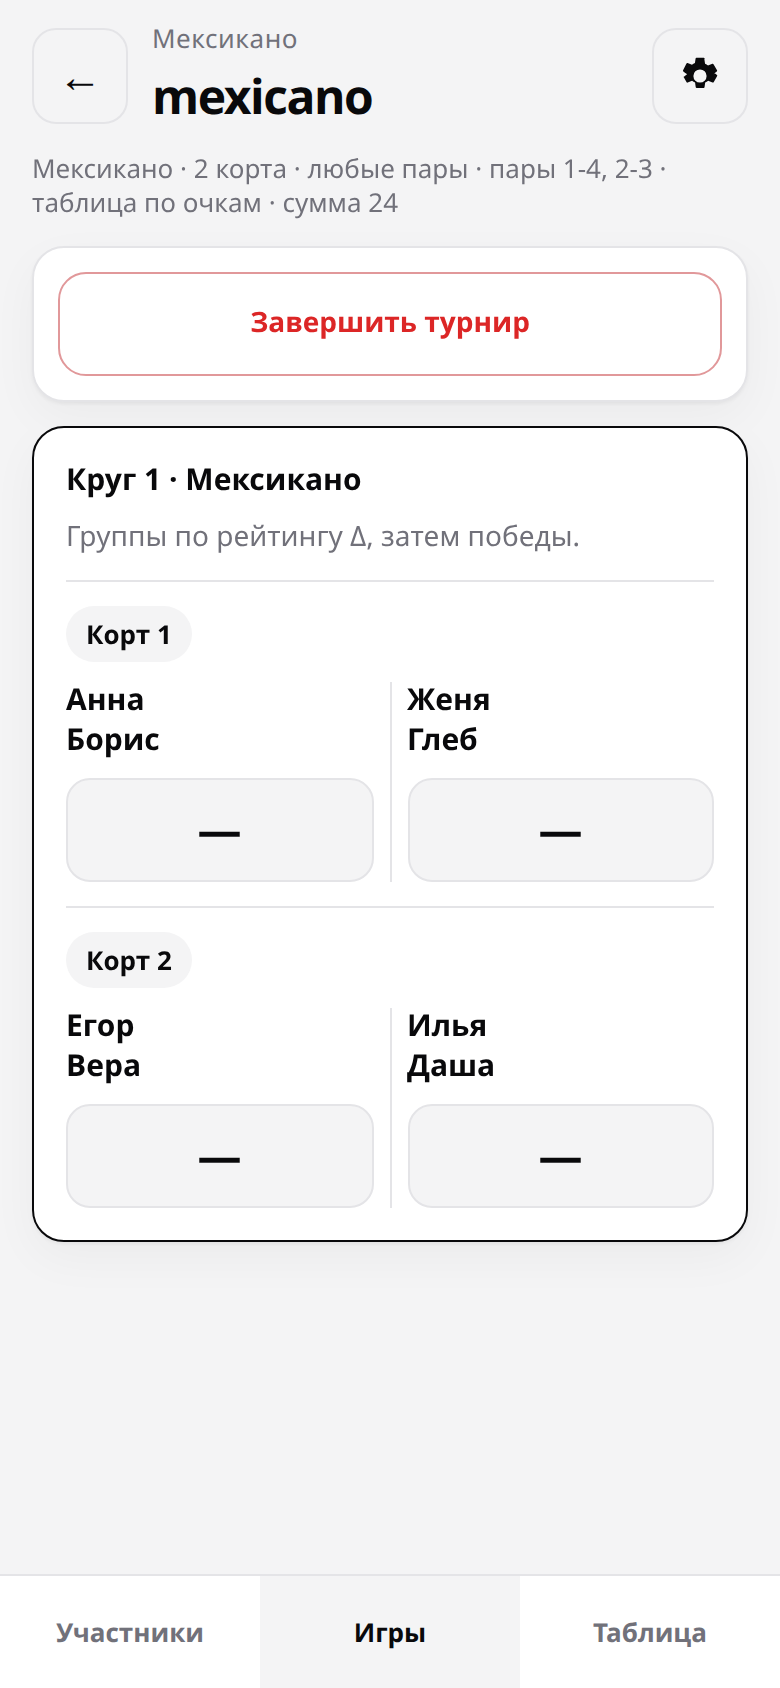 ←
Мексикано
mexicano
Мексикано · 2 корта · любые пары · пары 1-4, 2-3 ·
таблица по очкам · сумма 24
Завершить турнир
Круг 1 · Мексикано
Группы по рейтингу Δ, затем победы.
Корт 1
Анна
Борис
Женя
Глеб
—
—
Корт 2
Егор
Вера
Илья
Даша
—
—
Участники
Игры
Таблица